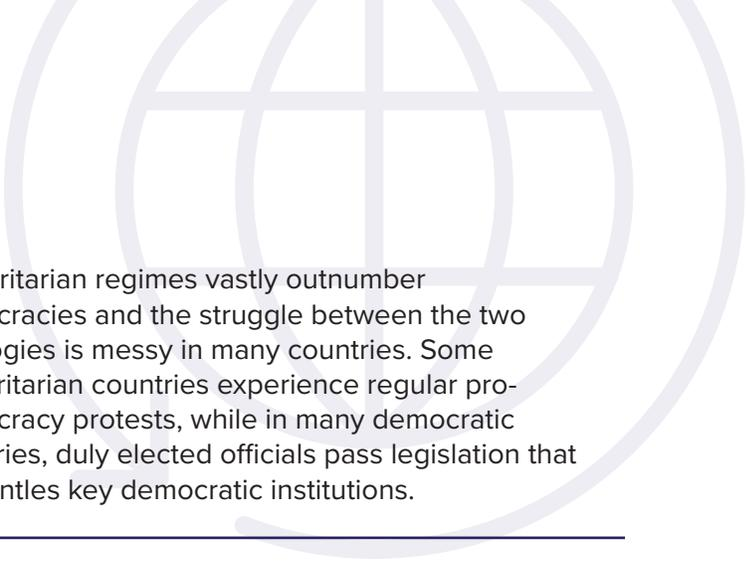 ritarian regimes vastly outnumber
cracies and the struggle between the two
ogies is messy in many countries. Some
ritarian countries experience regular pro-
cracy protests, while in many democratic
ries, duly elected officials pass legislation that
ntles key democratic institutions.